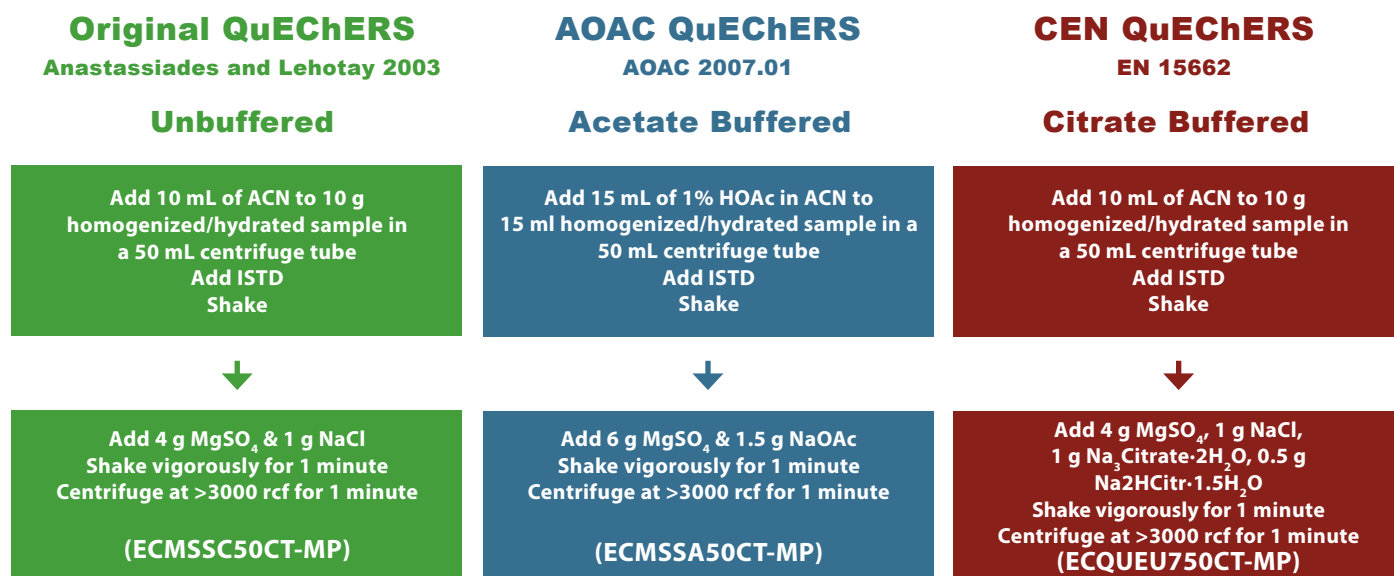 Original QuEChERS
Anastassiades and Lehotay 2003
Unbuffered
Add 10 mL of ACN to 10 g
homogenized/hydrated sample in
a 50 mL centrifuge tube
Add ISTD
Shake
Add 4 g MgSO₄ & 1 g NaCl
Shake vigorously for 1 minute
Centrifuge at >3000 rcf for 1 minute
(ECMSSC50CT-MP)
AOAC QuEChERS
AOAC 2007.01
Acetate Buffered
Add 15 mL of 1% HOAc in ACN to
15 ml homogenized/hydrated sample in a
50 mL centrifuge tube
Add ISTD
Shake
Add 6 g MgSO₄ & 1.5 g NaOAc
Shake vigorously for 1 minute
Centrifuge at >3000 rcf for 1 minute
(ECMSSA50CT-MP)
CEN QuEChERS
EN 15662
Citrate Buffered
Add 10 mL of ACN to 10 g
homogenized/hydrated sample in
a 50 mL centrifuge tube
Add ISTD
Shake
Add 4 g MgSO₄, 1 g NaCl,
1 g Na₃Citrate·2H₂O, 0.5 g
Na2HCitr·1.5H₂O
Shake vigorously for 1 minute
Centrifuge at >3000 rcf for 1 minute
(ECQUEU750CT-MP)